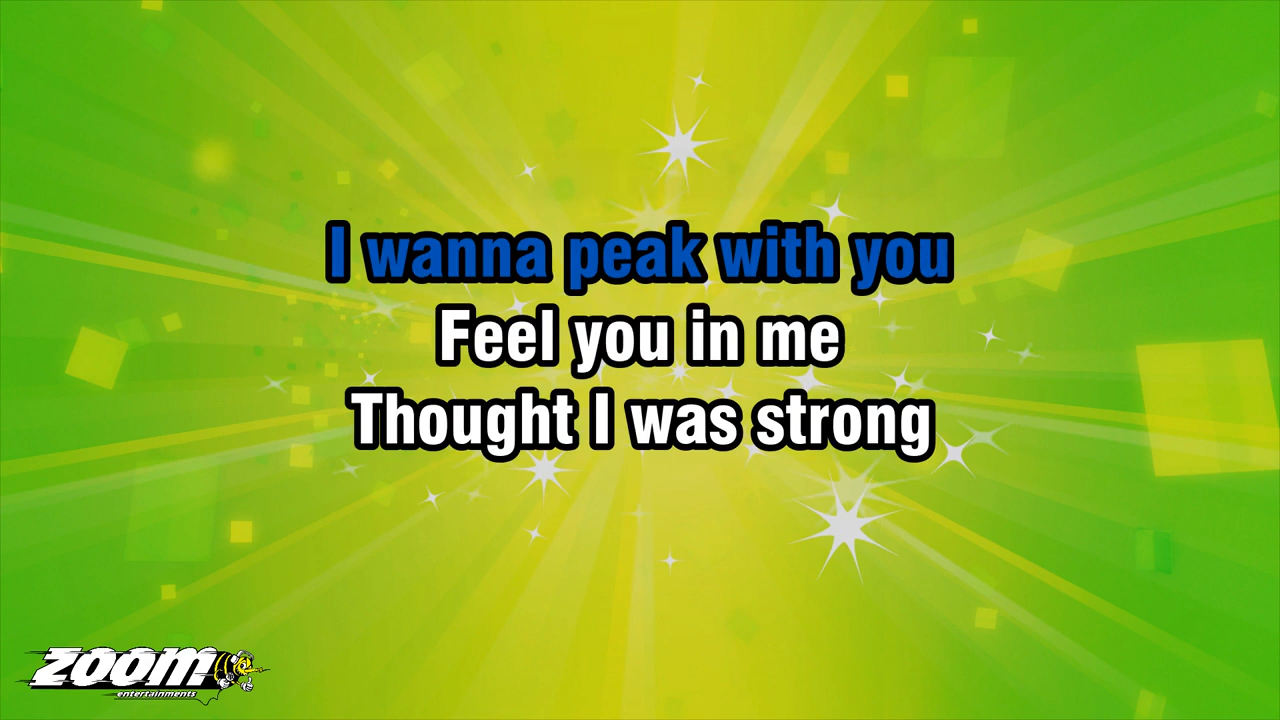 I wanna peak with you
Feel you in me
Thought I was strong
zoom
entertainments